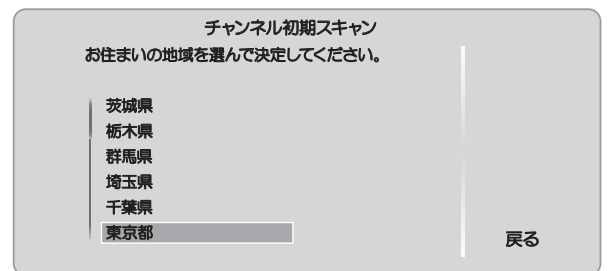 チャンネル初期スキャン
お住まいの地域を選んで決定してください。
茨城県
栃木県
群馬県
埼玉県
千葉県
東京都
戻る